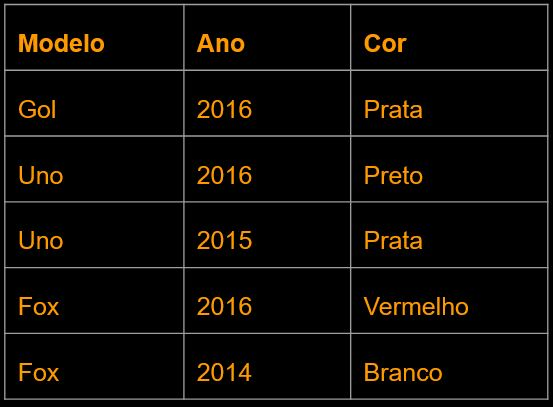 Modelo Ano Cor
Gol 2016 Prata
Uno 2016 Preto
Uno 2015 Prata
Fox 2016 Vermelho
Fox 2014 Branco